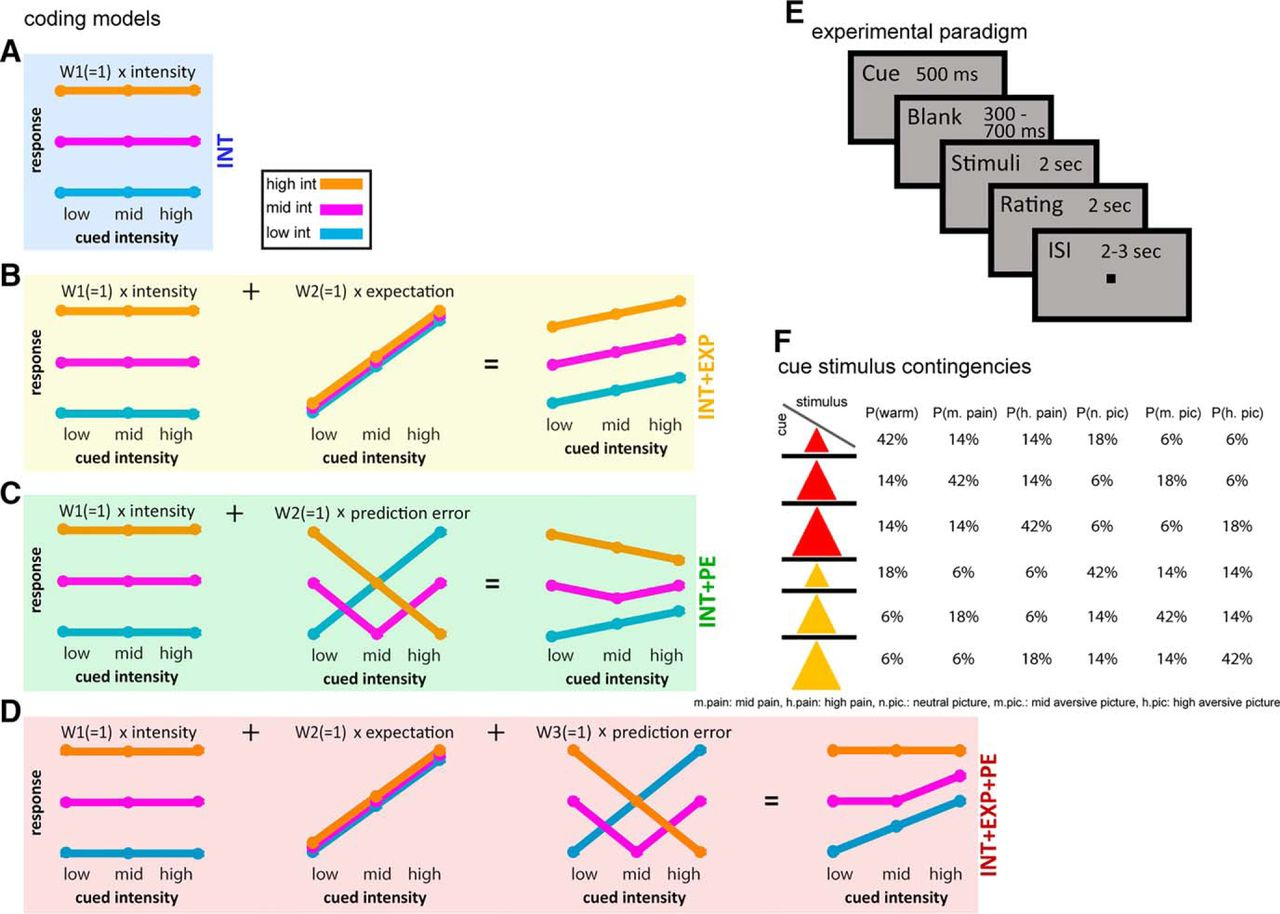 coding models
A
W1(=1) x intensity
response
low mid high
cued intensity
INT
high int
mid int
low int
B
W1(=1) x intensity + W2(=1) x expectation
response
=
low mid high
cued intensity
low mid high
cued intensity
low mid high
cued intensity
INT+EXP
C
W1(=1) x intensity + W2(=1) x prediction error
response
=
low mid high
cued intensity
low mid high
cued intensity
low mid high
cued intensity
INT+PE
D
W1(=1) x intensity + W2(=1) x expectation + W3(=1) x prediction error
response
=
low mid high
cued intensity
low mid high
cued intensity
low mid high
cued intensity
low mid high
cued intensity
INT+EXP+PE
E
experimental paradigm
Cue 500 ms
Blank 300 -
700 ms
Stimuli 2 sec
Rating 2 sec
ISI 2-3 sec
F
cue stimulus contingencies
stimulus
cue
P(warm) P(m. pain) P(h. pain) P(n. pic) P(m. pic) P(h. pic)
42% 14% 14% 18% 6% 6%
14% 42% 14% 6% 18% 6%
14% 14% 42% 6% 6% 18%
18% 6% 6% 42% 14% 14%
6% 18% 6% 14% 42% 14%
6% 6% 18% 14% 14% 42%
m.pain: mid pain, h.pain: high pain, n.pic.: neutral picture, m.pic.: mid aversive picture, h.pic: high aversive picture